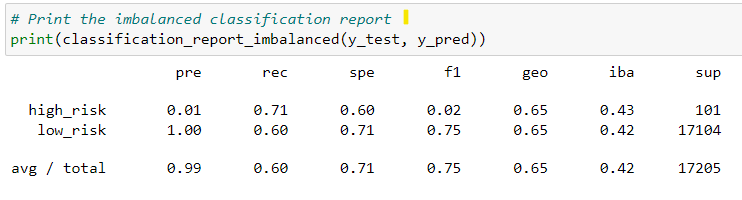 # Print the imbalanced classification report
print(classification_report_imbalanced(y_test, y_pred))
pre rec spe f1 geo iba sup
high_risk 0.01 0.71 0.60 0.02 0.65 0.43 101
low_risk 1.00 0.60 0.71 0.75 0.65 0.42 17104
avg / total 0.99 0.60 0.71 0.75 0.65 0.42 17205